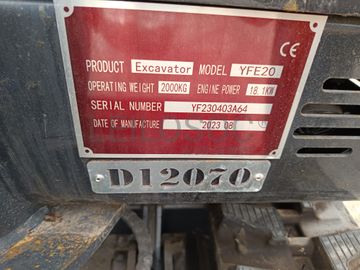 CE
PRODUCT Excavator MODEL YFE20
OPERATING WEIGHT 2000KG ENGINE POWER 18.1KW
SERIAL NUMBER YF230403A64
DATE OF MANUFACTURE 2023 08
D12070